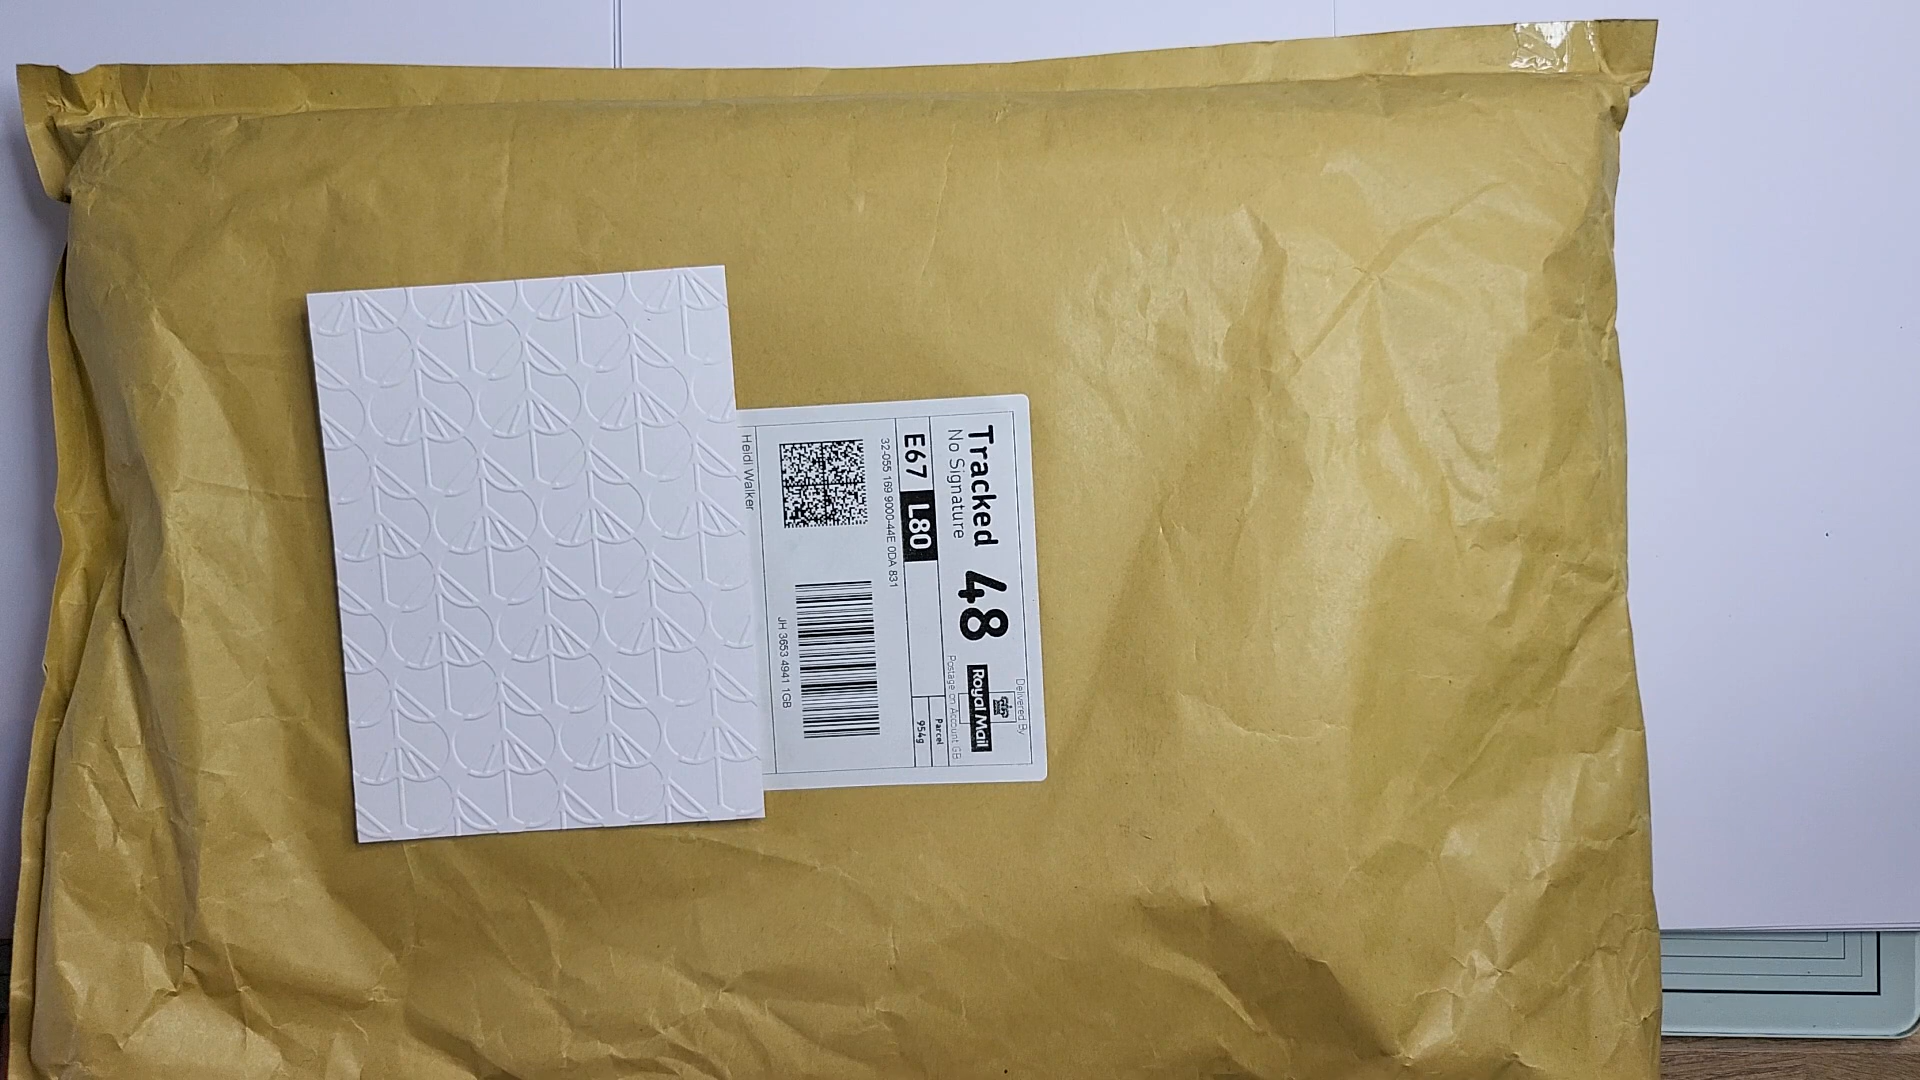 Delivered By
Tracked 48
No Signature
Royal Mail
Postage on Account GB
E67 L80
Parcel
954g
32-055 169 9000-44E 0DA 831
JH 3653 4941 1GB
Heidi Walker